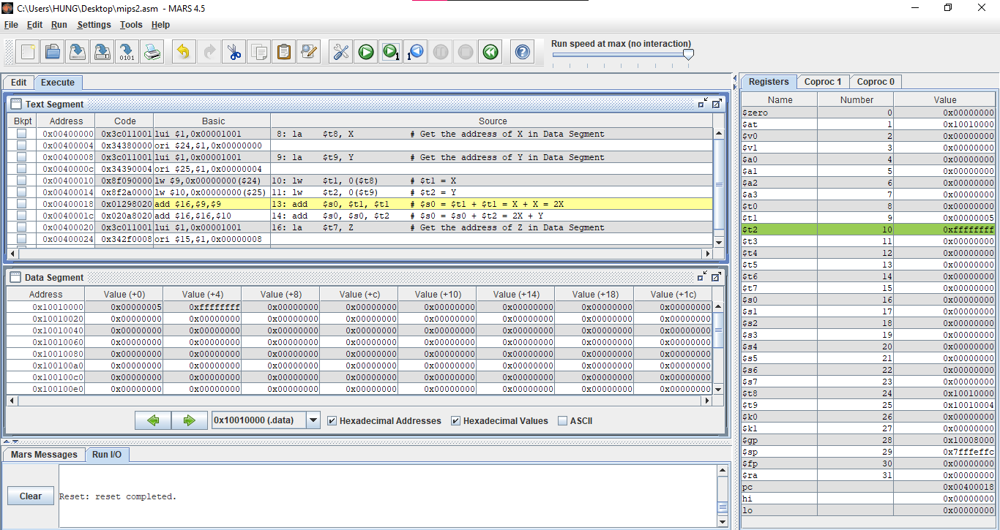 C:\Users\HUNG\Desktop\mips2.asm - MARS 4.5
File Edit Run Settings Tools Help
Run speed at max (no interaction)
Edit Execute
Text Segment
Bkpt Address Code Basic Source
0x00400000 0x3c011001 lui $1,0x00001001 8: la $t8, X # Get the address of X in Data Segment
0x00400004 0x34380000 ori $24,$1,0x00000000
0x00400008 0x3c011001 lui $1,0x00001001 9: la $t9, Y # Get the address of Y in Data Segment
0x0040000c 0x34390004 ori $25,$1,0x00000004
0x00400010 0x8f090000 lw $9,0x00000000($24) 10: lw $t1, 0($t8) # $t1 = X
0x00400014 0x8f2a0000 lw $10,0x00000000($25) 11: lw $t2, 0($t9) # $t2 = Y
0x00400018 0x01298020 add $16,$9,$9 13: add $s0, $t1, $t1 # $s0 = $t1 + $t1 = X + X = 2X
0x0040001c 0x020a8020 add $16,$16,$10 14: add $s0, $s0, $t2 # $s0 = $s0 + $t2 = 2X + Y
0x00400020 0x3c011001 lui $1,0x00001001 16: la $t7, Z # Get the address of Z in Data Segment
0x00400024 0x342f0008 ori $15,$1,0x00000008
Data Segment
Address Value (+0) Value (+4) Value (+8) Value (+c) Value (+10) Value (+14) Value (+18) Value (+1c)
0x10010000 0x00000005 0xffffffff 0x00000000 0x00000000 0x00000000 0x00000000 0x00000000 0x00000000
0x10010020 0x00000000 0x00000000 0x00000000 0x00000000 0x00000000 0x00000000 0x00000000 0x00000000
0x10010040 0x00000000 0x00000000 0x00000000 0x00000000 0x00000000 0x00000000 0x00000000 0x00000000
0x10010060 0x00000000 0x00000000 0x00000000 0x00000000 0x00000000 0x00000000 0x00000000 0x00000000
0x10010080 0x00000000 0x00000000 0x00000000 0x00000000 0x00000000 0x00000000 0x00000000 0x00000000
0x100100a0 0x00000000 0x00000000 0x00000000 0x00000000 0x00000000 0x00000000 0x00000000 0x00000000
0x100100c0 0x00000000 0x00000000 0x00000000 0x00000000 0x00000000 0x00000000 0x00000000 0x00000000
0x100100e0 0x00000000 0x00000000 0x00000000 0x00000000 0x00000000 0x00000000 0x00000000 0x00000000
0x10010000 (.data) Hexadecimal Addresses Hexadecimal Values ASCII
Mars Messages Run I/O
Clear
Reset: reset completed.
Registers Coproc 1 Coproc 0
Name Number Value
$zero 0 0x00000000
$at 1 0x10010000
$v0 2 0x00000000
$v1 3 0x00000000
$a0 4 0x00000000
$a1 5 0x00000000
$a2 6 0x00000000
$a3 7 0x00000000
$t0 8 0x00000000
$t1 9 0x00000005
$t2 10 0xffffffff
$t3 11 0x00000000
$t4 12 0x00000000
$t5 13 0x00000000
$t6 14 0x00000000
$t7 15 0x00000000
$s0 16 0x00000000
$s1 17 0x00000000
$s2 18 0x00000000
$s3 19 0x00000000
$s4 20 0x00000000
$s5 21 0x00000000
$s6 22 0x00000000
$s7 23 0x00000000
$t8 24 0x10010000
$t9 25 0x10010004
$k0 26 0x00000000
$k1 27 0x00000000
$gp 28 0x10008000
$sp 29 0x7fffeffc
$fp 30 0x00000000
$ra 31 0x00000000
pc 0x00400018
hi 0x00000000
lo 0x00000000